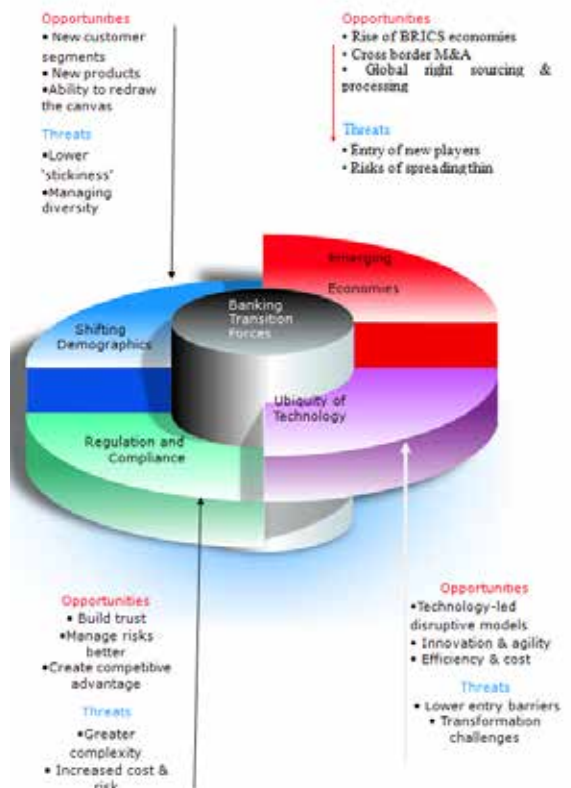 Opportunities
• New customer
segments
• New products
•Ability to redraw
the canvas
Threats
•Lower
'stickiness'
•Managing
diversity
Opportunities
• Rise of BRICS economies
• Cross border M&A
• Global right sourcing &
processing
Threats
• Entry of new players
• Risks of spreading thin
Emerging
Economies
Banking
Transition
Forces
Shifting
Demographics
Ubiquity of
Technology
Regulation and
Compliance
Opportunities
• Build trust
•Manage risks
better
•Create competitive
advantage
Threats
•Greater
complexity
• Increased cost &
risk
Opportunities
•Technology-led
disruptive models
• Innovation & agility
• Efficiency & cost
Threats
• Lower entry barriers
• Transformation
challenges